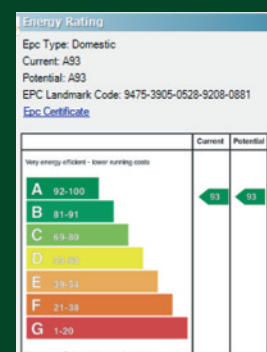 Energy Rating
Epc Type: Domestic
Current: A93
Potential: A93
EPC Landmark Code: 9475-3905-0528-9208-0881
Epc Certificate
Current Potential
Very energy efficient - lower running costs
A 92-100
93 93
B 81-91
C 69-80
D
E 39-54
F 21-38
G 1-20